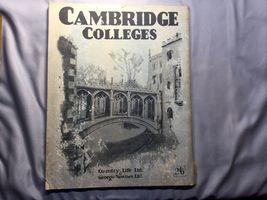 CAMBRIDGE
COLLEGES
Country Life Ltd.
George Newnes Ltd.
2/6